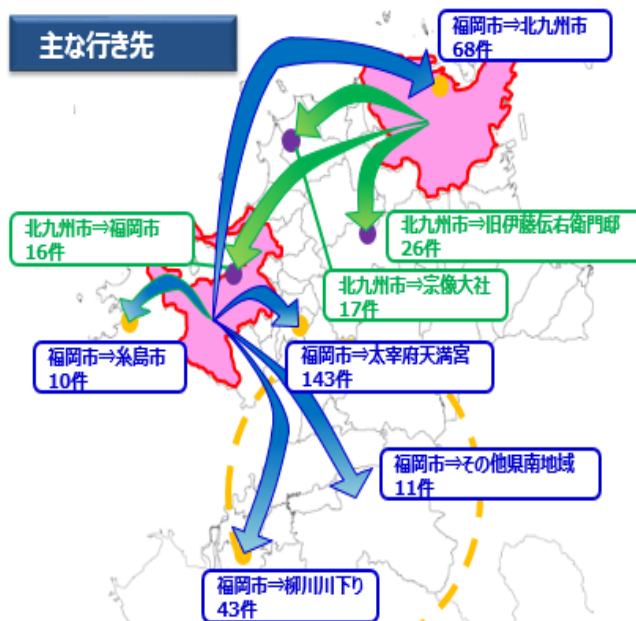 主な行き先
福岡市⇒北九州市
68件
北九州市⇒福岡市
16件
北九州市⇒旧伊藤伝右衛門邸
26件
北九州市⇒宗像大社
17件
福岡市⇒糸島市
10件
福岡市⇒太宰府天満宮
143件
福岡市⇒その他県南地域
11件
福岡市⇒柳川川下り
43件